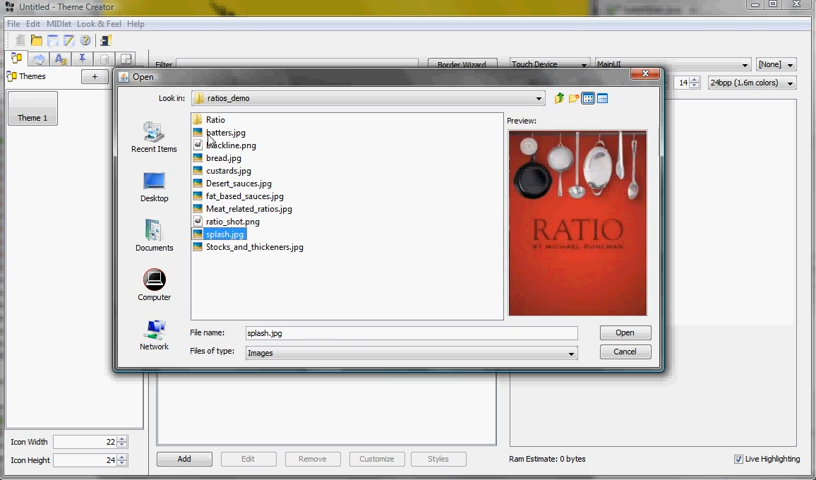 Untitled - Theme Creator
File Edit MIDlet Look & Feel Help
Themes +
Theme 1
Filter
Border Wizard
Touch Device
MainUI
[None]
14
24bpp (1.6m colors)
Open
Look in: ratios_demo
Recent Items
Desktop
Documents
Computer
Network
Ratio
batters.jpg
blackline.png
bread.jpg
custards.jpg
Desert_sauces.jpg
fat_based_sauces.jpg
Meat_related_ratios.jpg
ratio_shot.png
splash.jpg
Stocks_and_thickeners.jpg
Preview:
RATIO
BY MICHAEL RUHLMAN
File name: splash.jpg
Open
Files of type: Images
Cancel
Icon Width 22
Icon Height 24
Add
Edit
Remove
Customize
Styles
Ram Estimate: 0 bytes
Live Highlighting